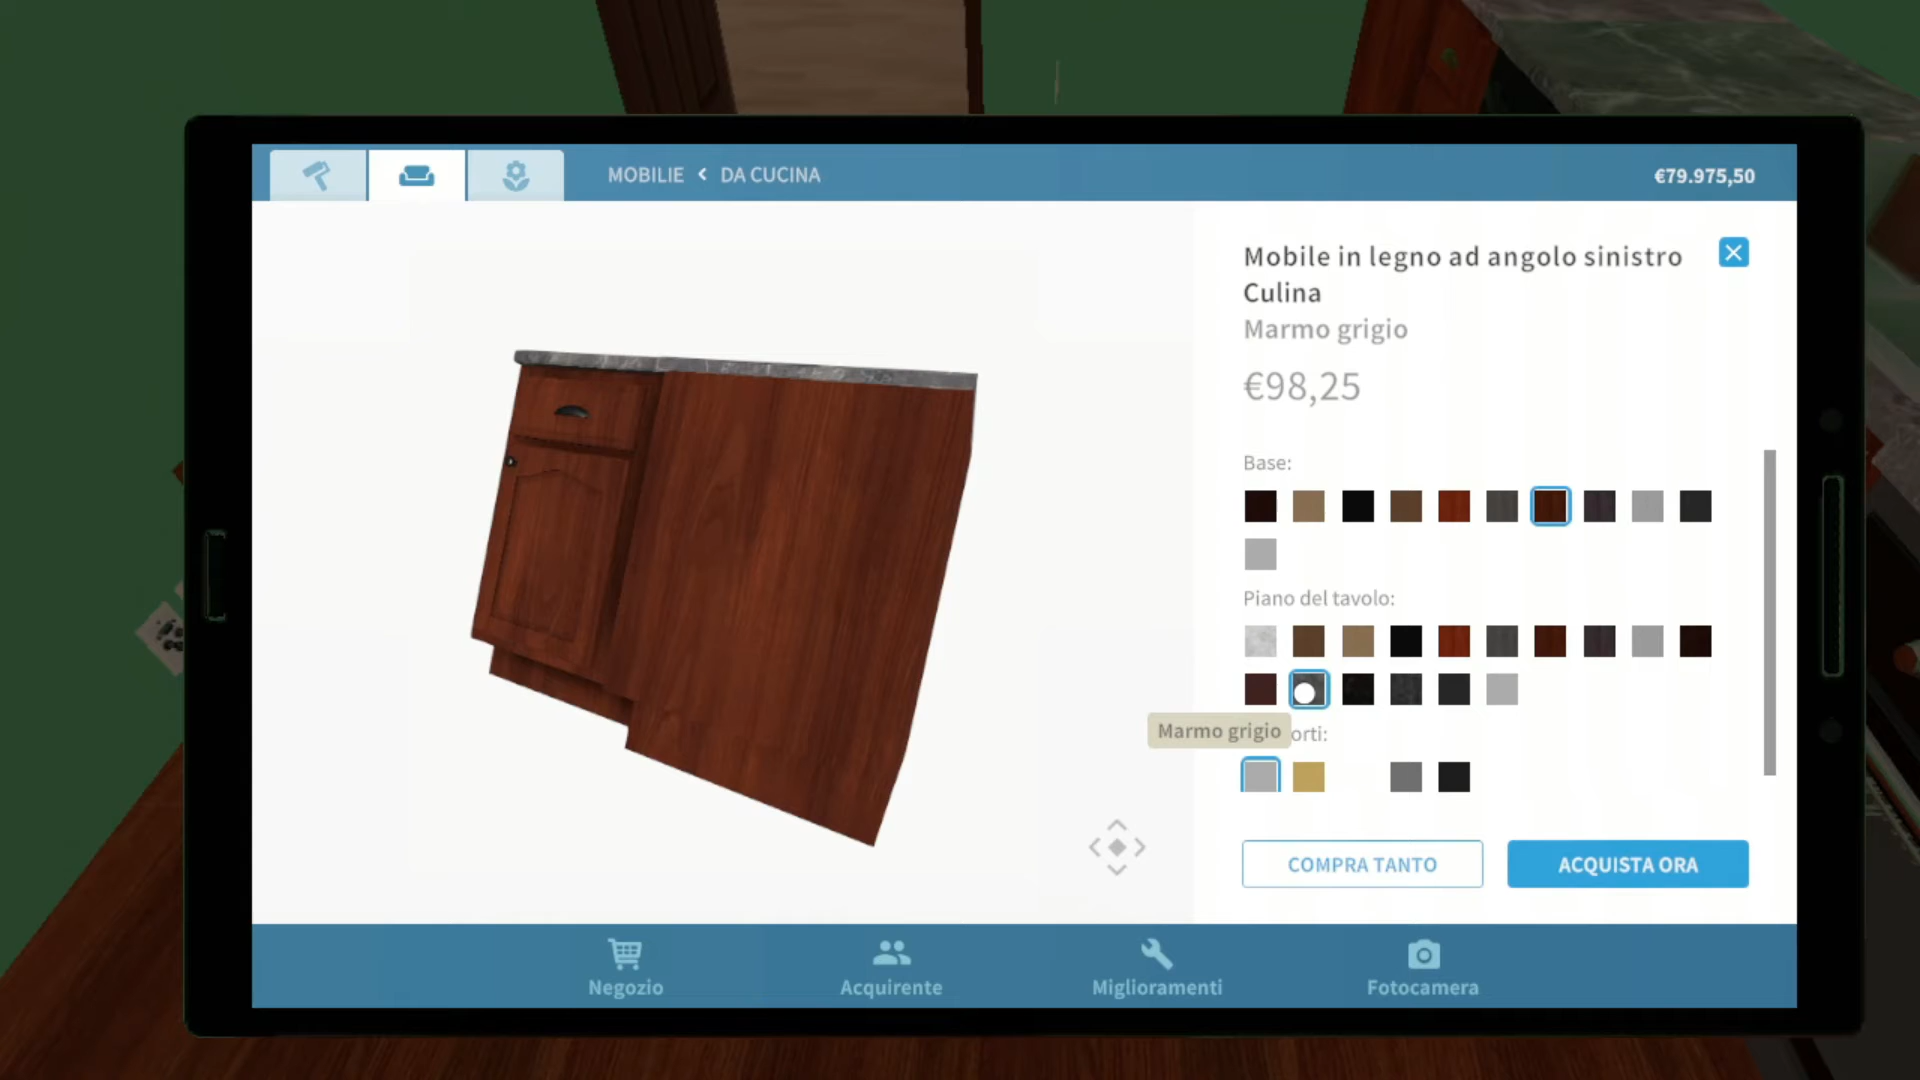 MOBILIE < DA CUCINA
€79.975,50
Mobile in legno ad angolo sinistro
Culina
Marmo grigio
€98,25
Base:
Piano del tavolo:
Marmo grigio
orti:
COMPRA TANTO
ACQUISTA ORA
Negozio
Acquirente
Miglioramenti
Fotocamera